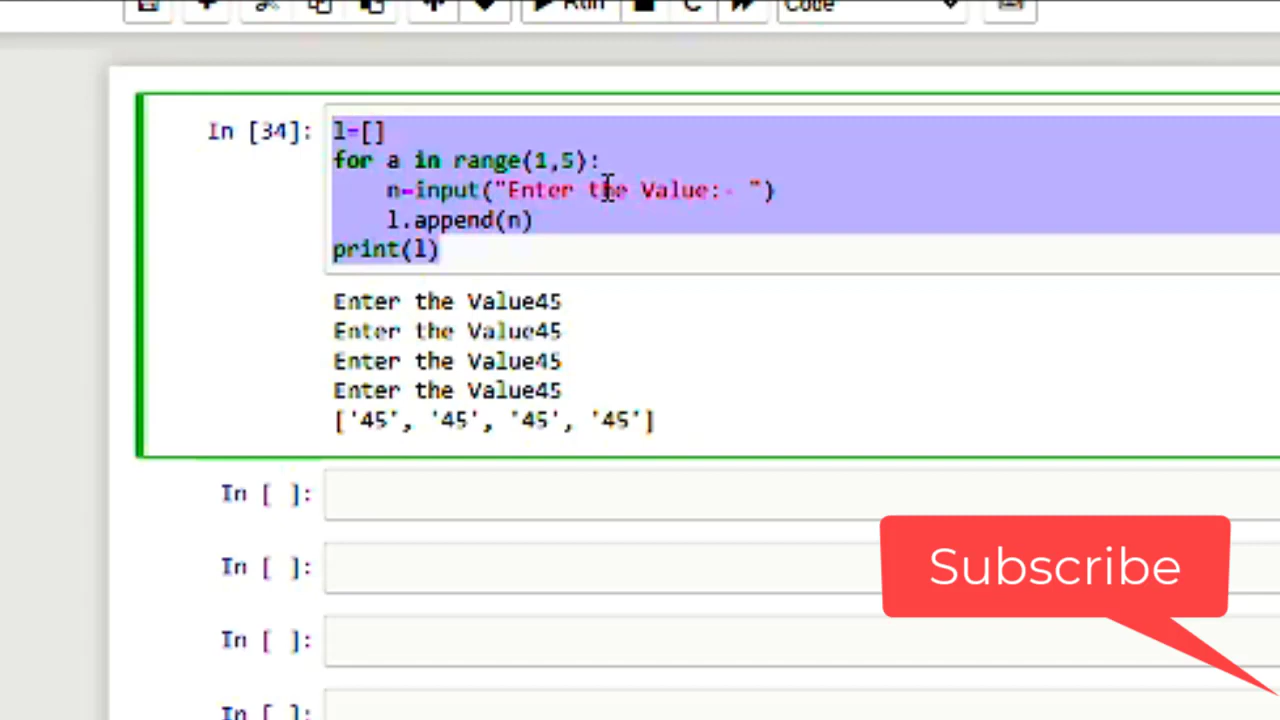 Run
Code
In [34]:
l=[]
for a in range(1,5):
    n=input("Enter the Value:- ")
    l.append(n)
print(l)
Enter the Value45
Enter the Value45
Enter the Value45
Enter the Value45
['45', '45', '45', '45']
In [ ]:
In [ ]:
In [ ]:
In [ ]:
Subscribe